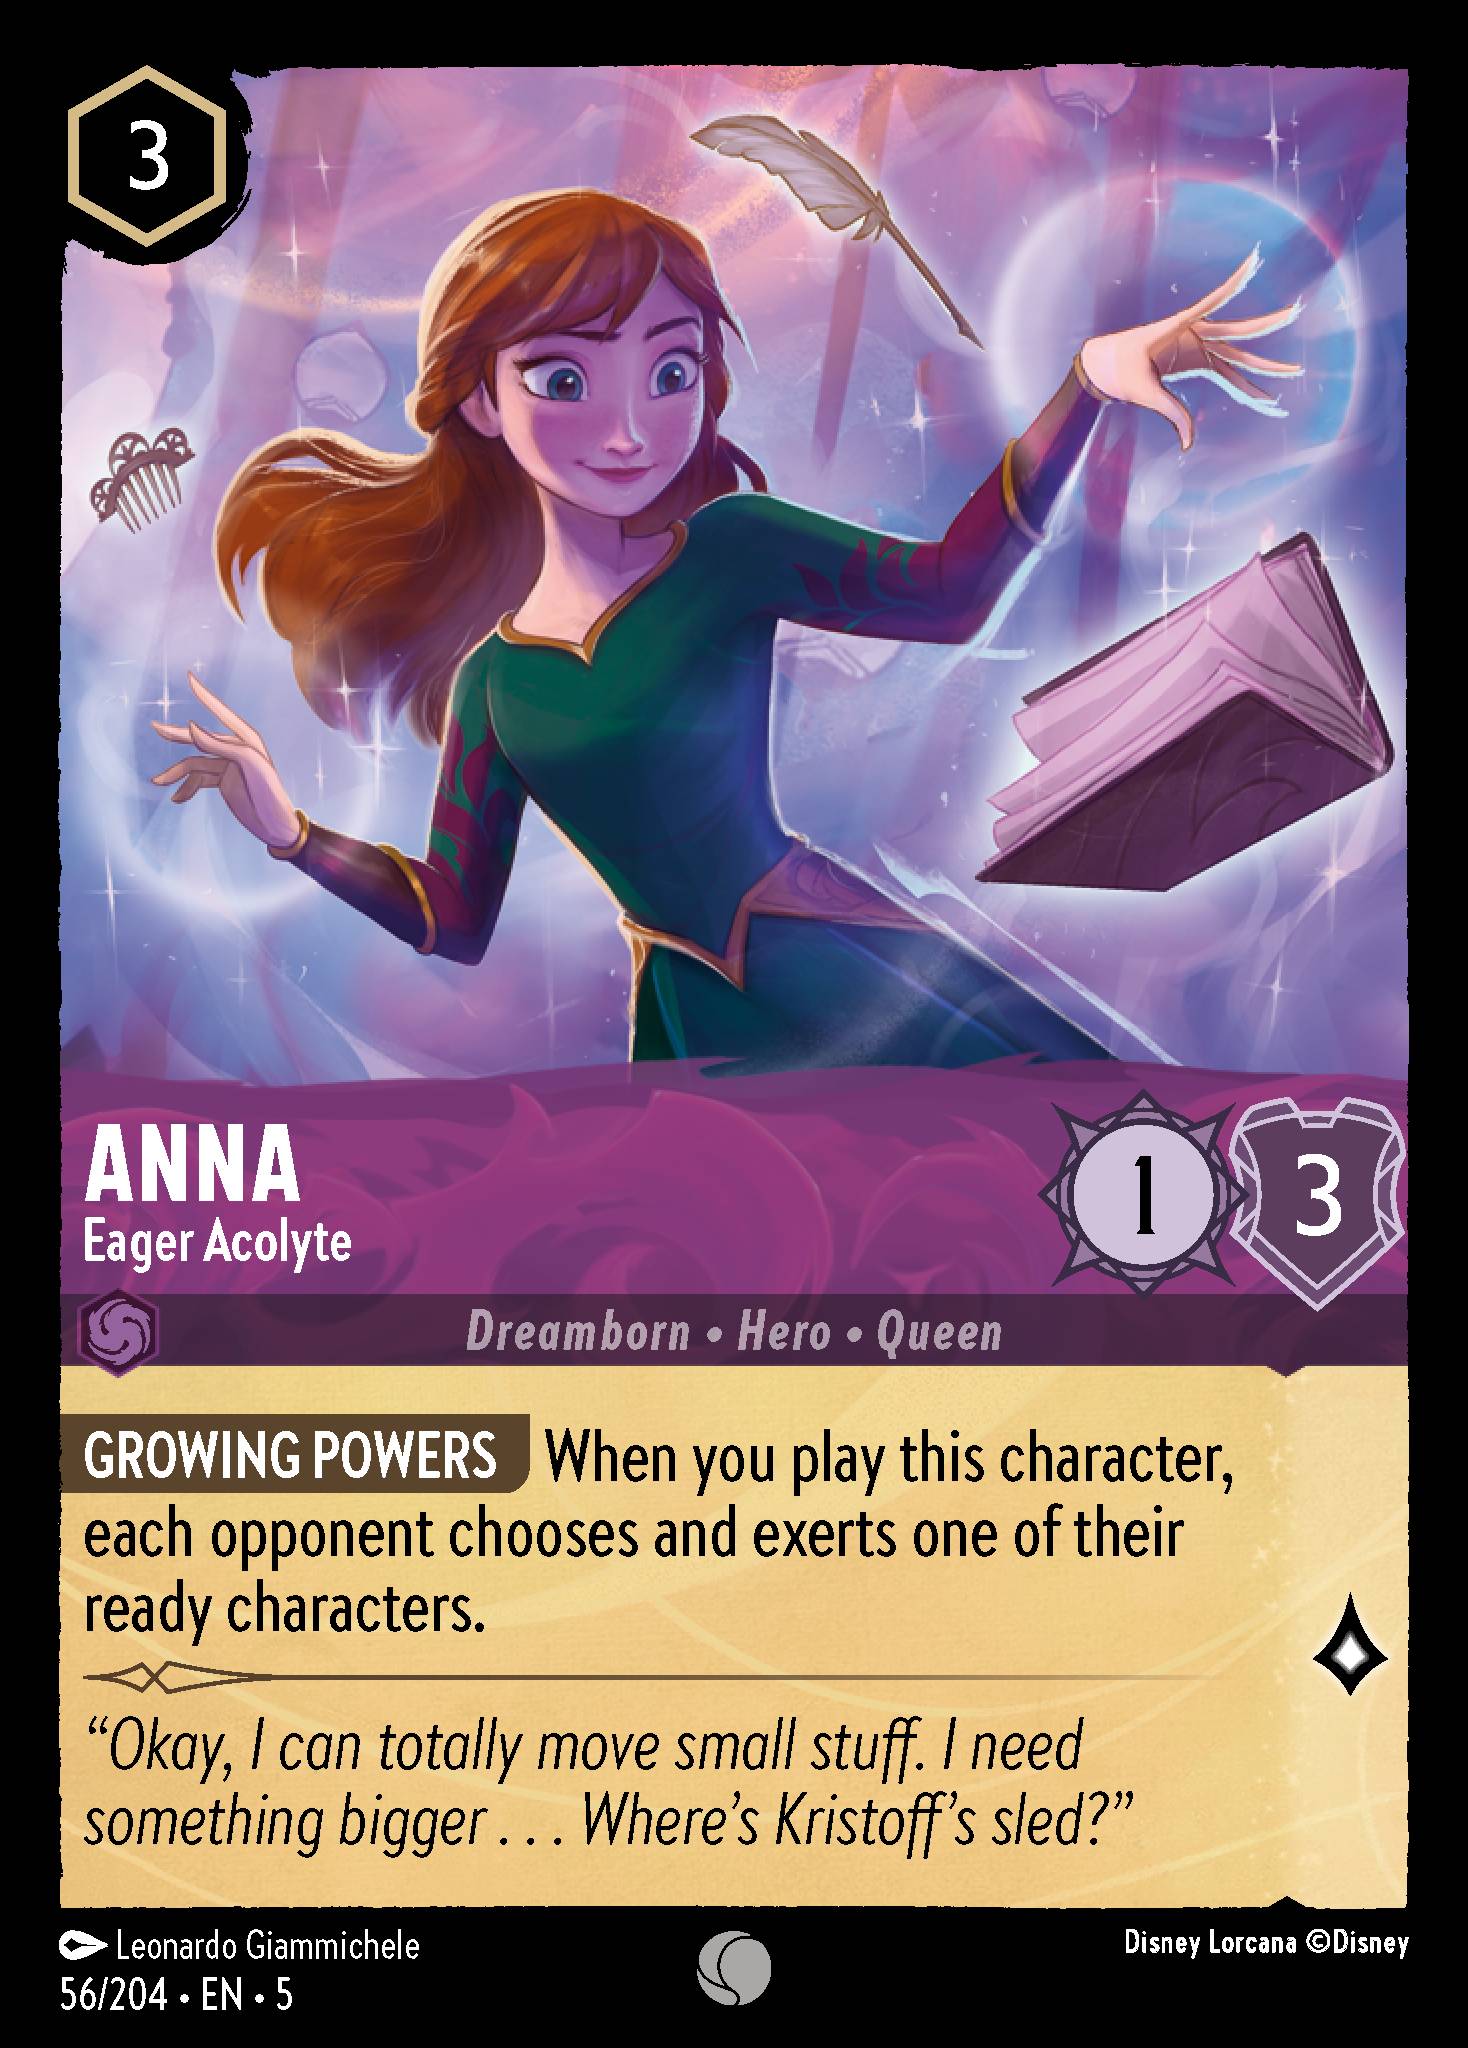 3
ANNA
Eager Acolyte
1
3
Dreamborn • Hero • Queen
GROWING POWERS When you play this character,
each opponent chooses and exerts one of their
ready characters.
“Okay, I can totally move small stuff. I need
something bigger . . . Where’s Kristoff’s sled?”
Leonardo Giammichele
Disney Lorcana ©Disney
56/204 • EN • 5